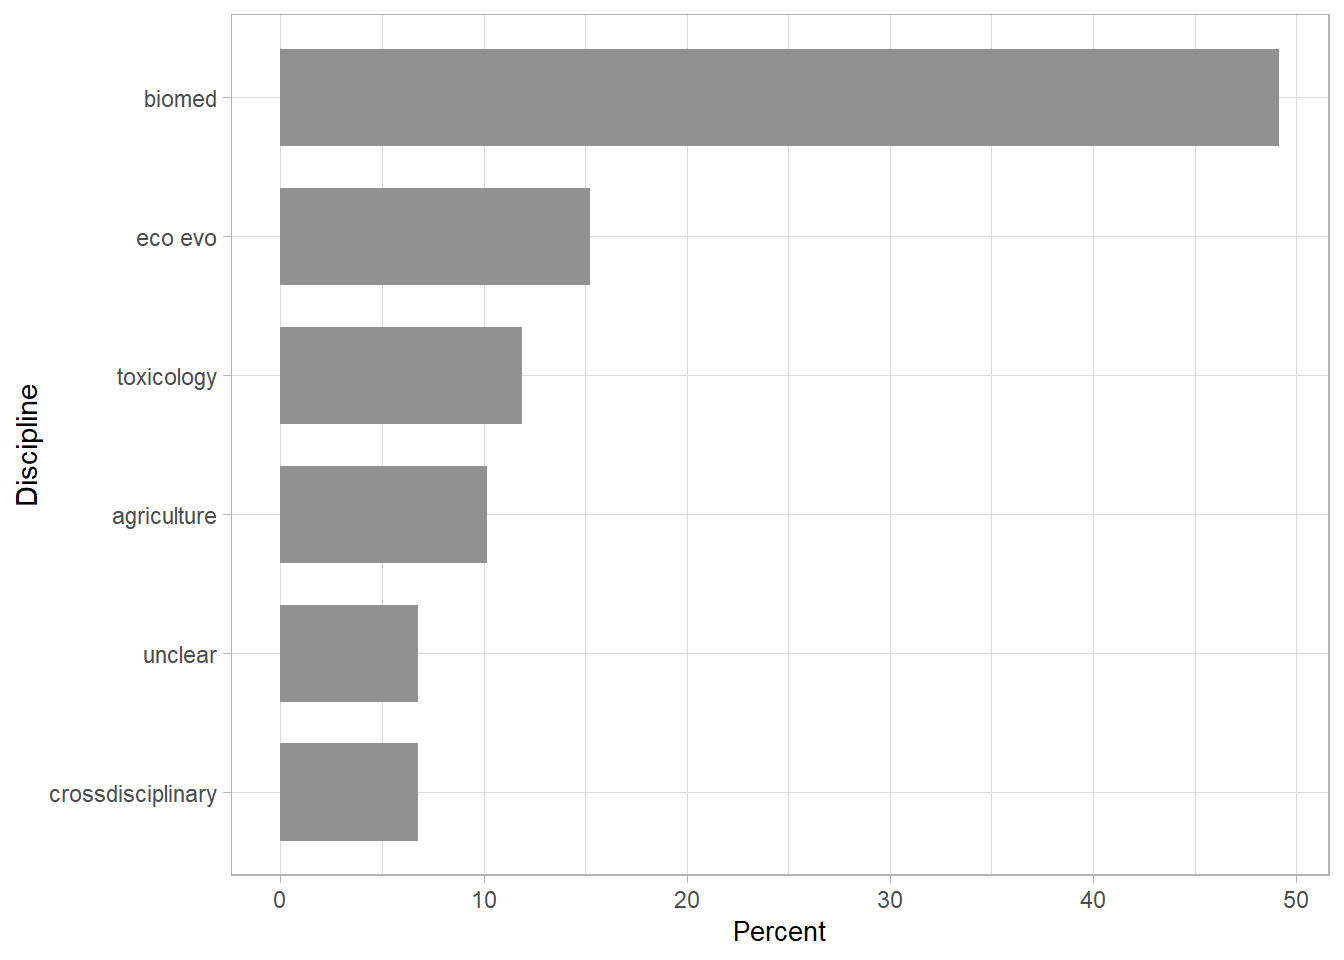 biomed
eco evo
toxicology
agriculture
unclear
crossdisciplinary
Discipline
0 10 20 30 40 50
Percent